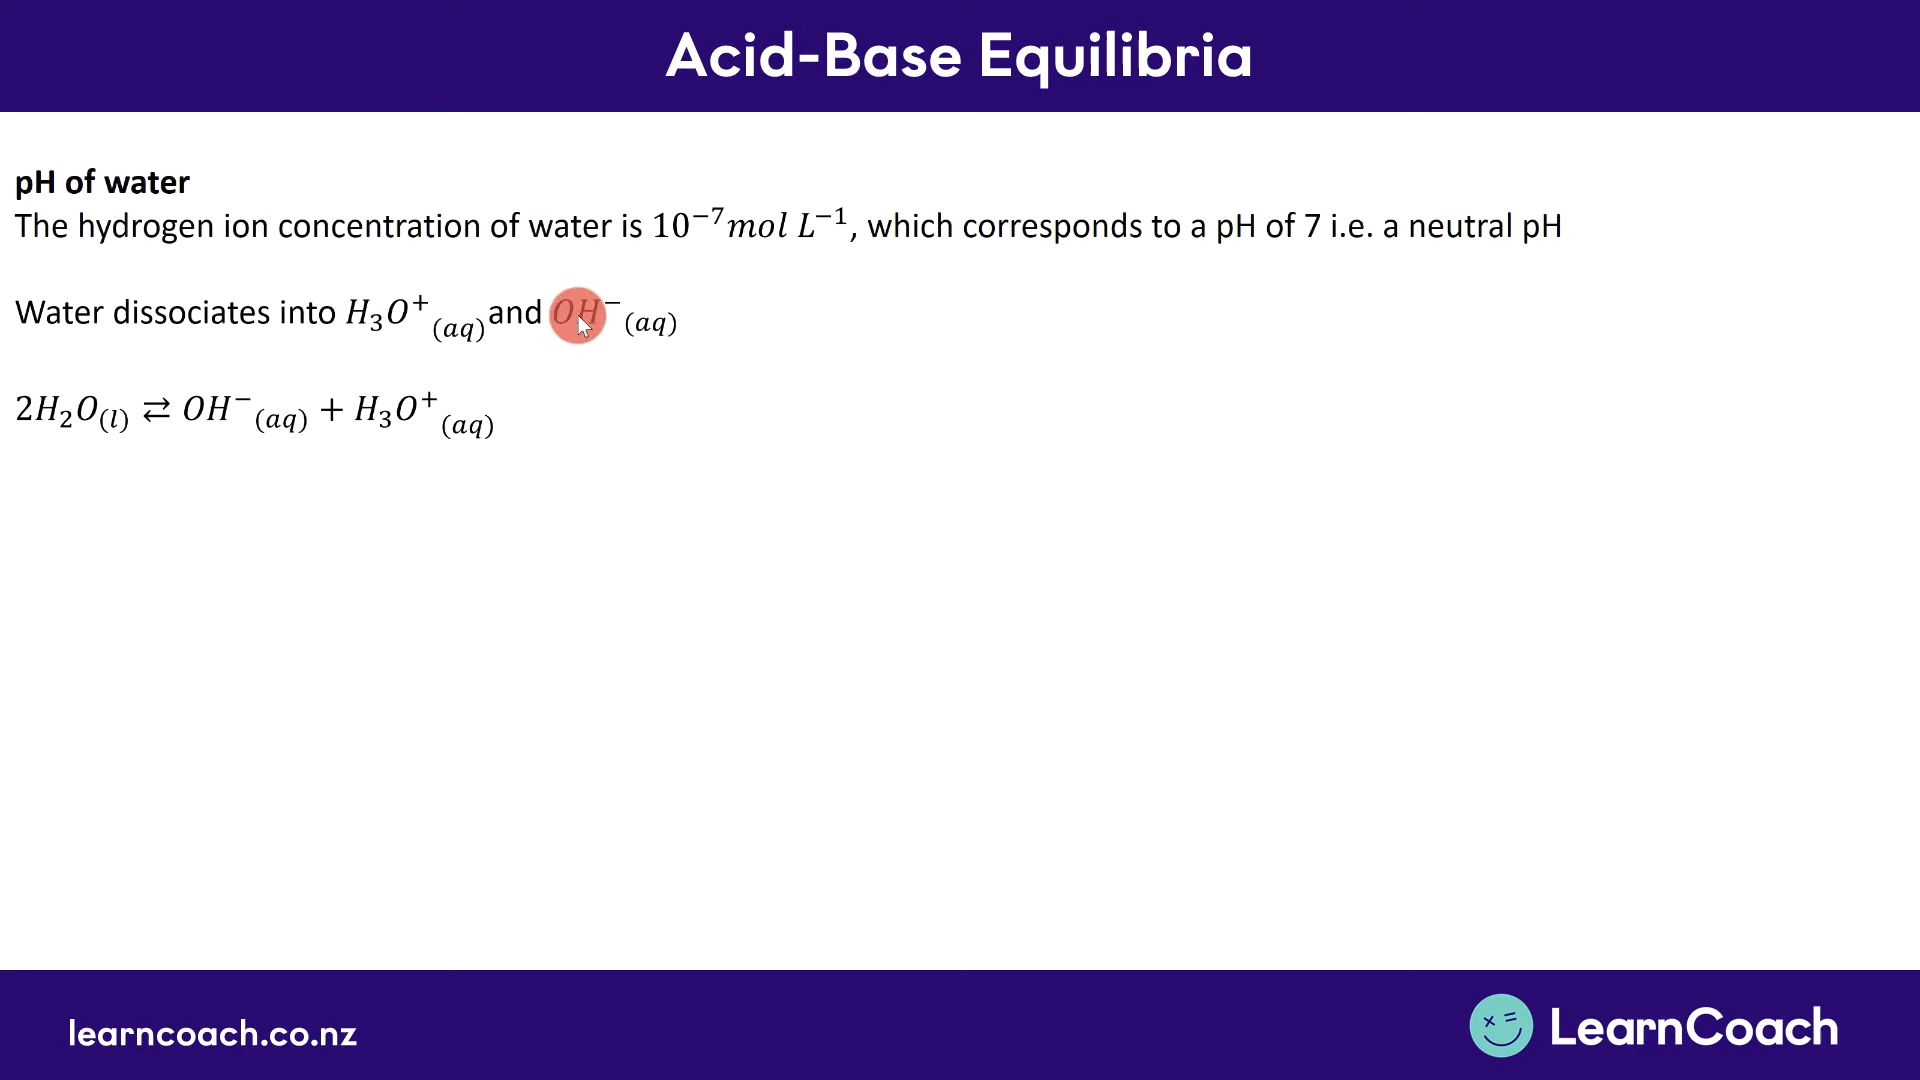 Acid-Base Equilibria
pH of water
The hydrogen ion concentration of water is 10⁻⁷mol L⁻¹, which corresponds to a pH of 7 i.e. a neutral pH
Water dissociates into H₃O⁺(aq) and OH⁻(aq)
2H₂O(l) ⇄ OH⁻(aq) + H₃O⁺(aq)
learncoach.co.nz
LearnCoach